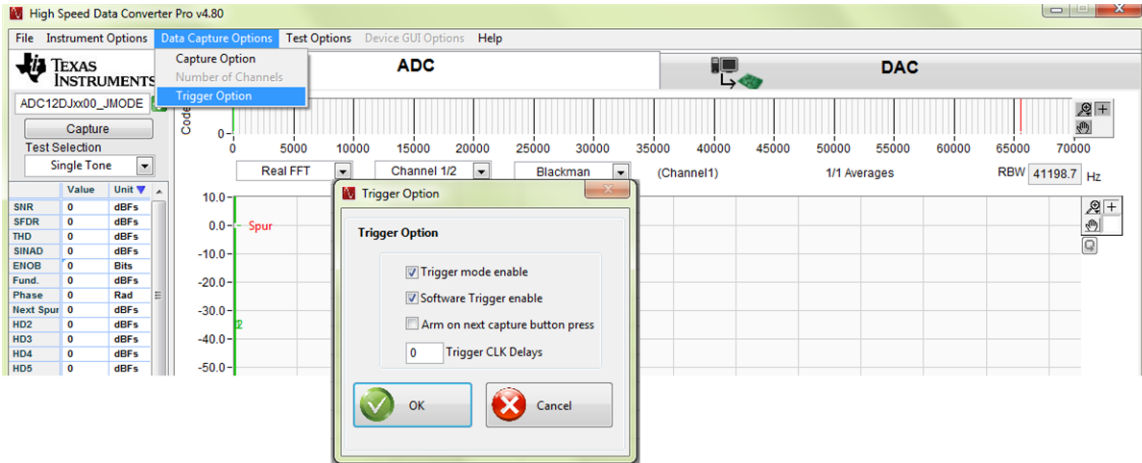 High Speed Data Converter Pro v4.80
File Instrument Options Data Capture Options Test Options Device GUI Options Help
Capture Option
Number of Channels
Trigger Option
TEXAS
INSTRUMENTS
ADC
DAC
ADC12DJxx00_JMODE
Capture
Test Selection
Single Tone
Value Unit
SNR 0 dBFs
SFDR 0 dBFs
THD 0 dBFs
SINAD 0 dBFs
ENOB 0 Bits
Fund. 0 dBFs
Phase 0 Rad
Next Spur 0 dBFs
HD2 0 dBFs
HD3 0 dBFs
HD4 0 dBFs
HD5 0 dBFs
Code
0
0 5000 10000 15000 20000 25000 30000 35000 40000 45000 50000 55000 60000 65000 70000
Real FFT Channel 1/2 Blackman (Channel1) 1/1 Averages RBW 41198.7 Hz
10.0
0.0
-10.0
-20.0
-30.0
-40.0
-50.0
Spur
Trigger Option
Trigger Option
Trigger mode enable
Software Trigger enable
Arm on next capture button press
0 Trigger CLK Delays
OK Cancel